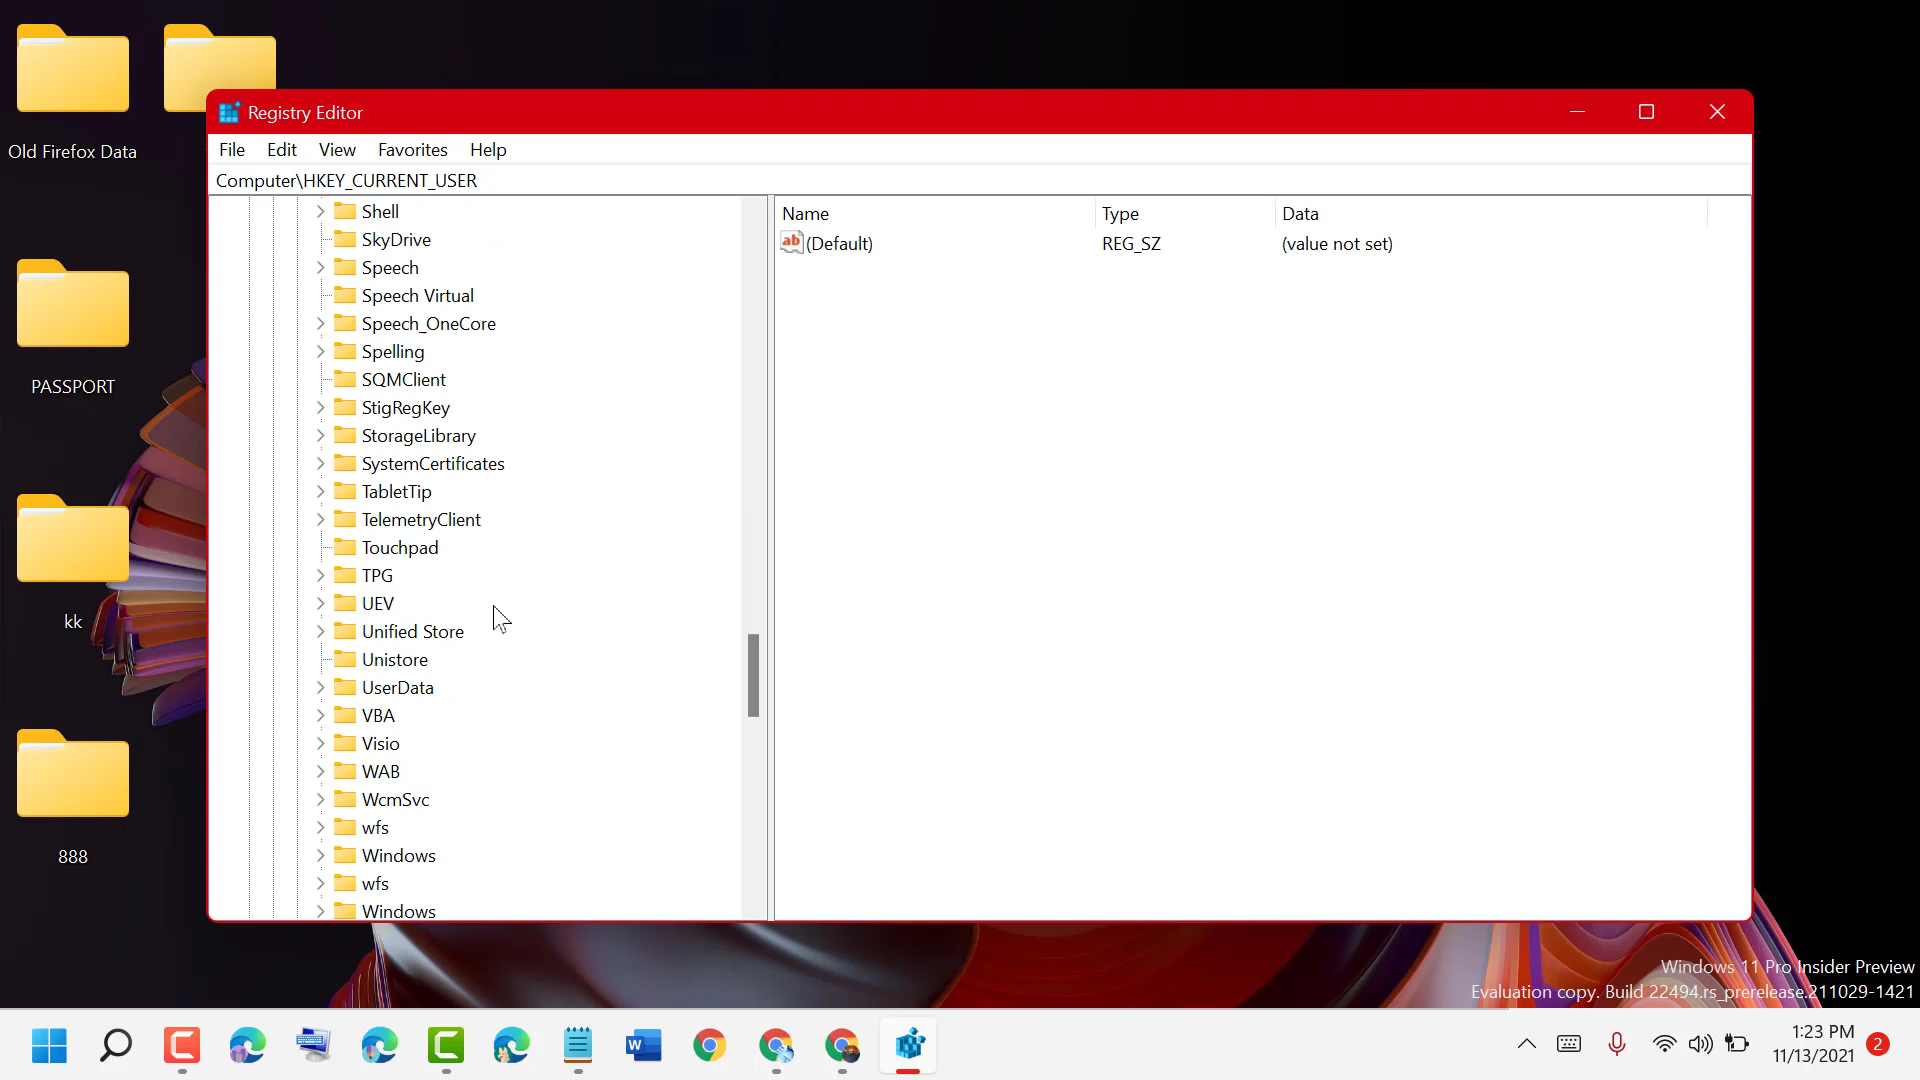 Old Firefox Data
PASSPORT
kk
888
Registry Editor
File Edit View Favorites Help
Computer\HKEY_CURRENT_USER
Shell
SkyDrive
Speech
Speech Virtual
Speech_OneCore
Spelling
SQMClient
StigRegKey
StorageLibrary
SystemCertificates
TabletTip
TelemetryClient
Touchpad
TPG
UEV
Unified Store
Unistore
UserData
VBA
Visio
WAB
WcmSvc
wfs
Windows
wfs
Windows
Name Type Data
ab (Default) REG_SZ (value not set)
Windows 11 Pro Insider Preview
Evaluation copy. Build 22494.rs_prerelease.211029-1421
1:23 PM
11/13/2021
2